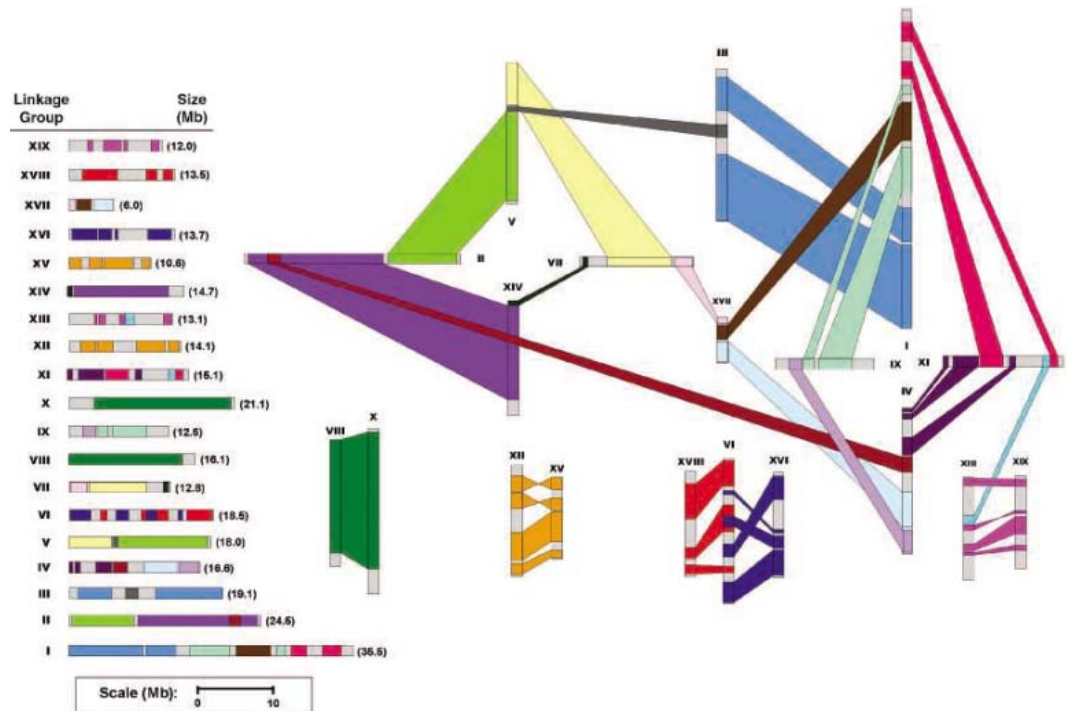 Linkage Group Size (Mb)
XIX (12.0)
XVIII (13.5)
XVII (6.0)
XVI (13.7)
XV (10.6)
XIV (14.7)
XIII (13.1)
XII (14.1)
XI (15.1)
X (21.1)
IX (12.5)
VIII (16.1)
VII (12.8)
VI (18.5)
V (18.0)
IV (16.6)
III (19.1)
II (24.5)
I (35.5)
Scale (Mb): 0 10
III
V
II
VII
XIV
XVII
I
IX
XI
IV
VIII
X
XII
XV
XVIII
VI
XVI
XIII
XIX